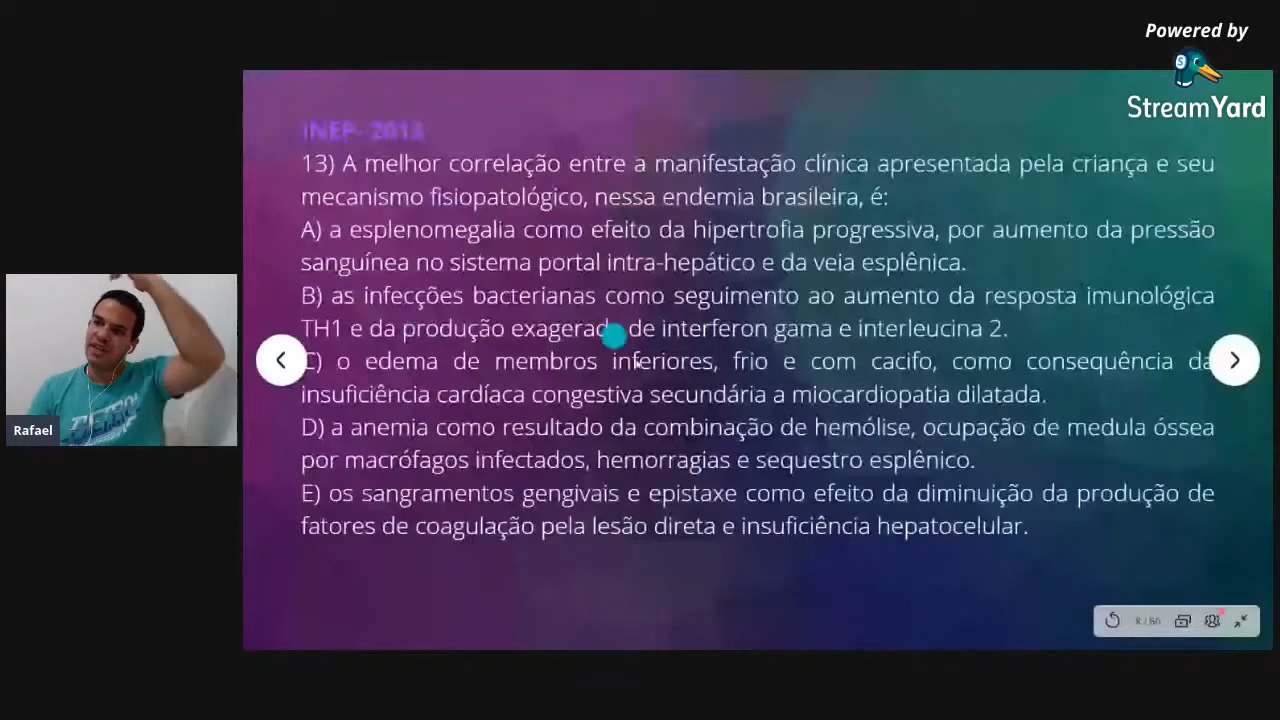 Powered by
StreamYard
INEP- 2013
13) A melhor correlação entre a manifestação clínica apresentada pela criança e seu
mecanismo fisiopatológico, nessa endemia brasileira, é:
A) a esplenomegalia como efeito da hipertrofia progressiva, por aumento da pressão
sanguínea no sistema portal intra-hepático e da veia esplênica.
B) as infecções bacterianas como seguimento ao aumento da resposta imunológica
TH1 e da produção exagerada de interferon gama e interleucina 2.
C) o edema de membros inferiores, frio e com cacifo, como consequência da
insuficiência cardíaca congestiva secundária a miocardiopatia dilatada.
D) a anemia como resultado da combinação de hemólise, ocupação de medula óssea
por macrófagos infectados, hemorragias e sequestro esplênico.
E) os sangramentos gengivais e epistaxe como efeito da diminuição da produção de
fatores de coagulação pela lesão direta e insuficiência hepatocelular.
Rafael